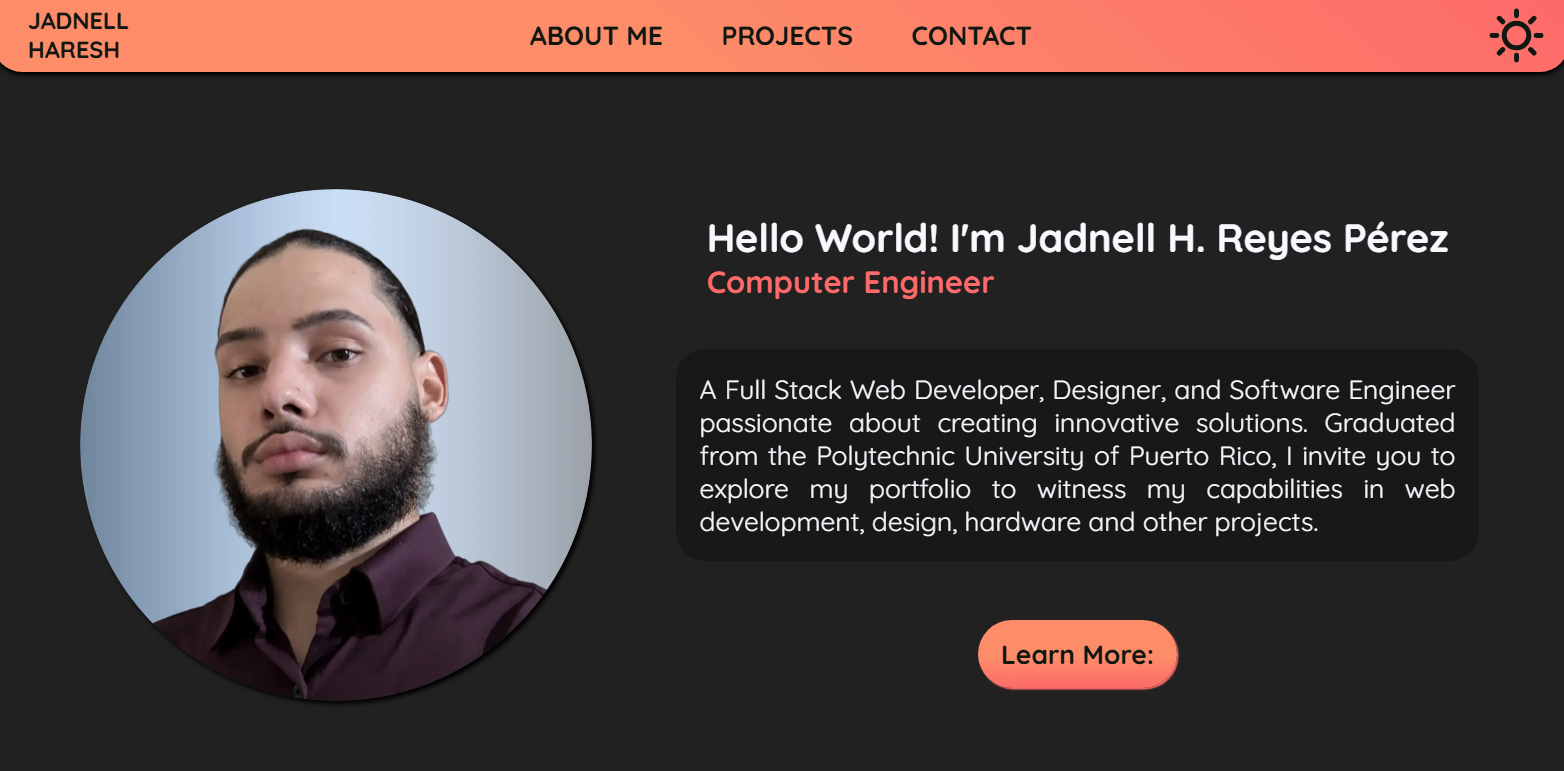 JADNELL
HARESH
ABOUT ME
PROJECTS
CONTACT
Hello World! I'm Jadnell H. Reyes Pérez
Computer Engineer
A Full Stack Web Developer, Designer, and Software Engineer
passionate about creating innovative solutions. Graduated
from the Polytechnic University of Puerto Rico, I invite you to
explore my portfolio to witness my capabilities in web
development, design, hardware and other projects.
Learn More: